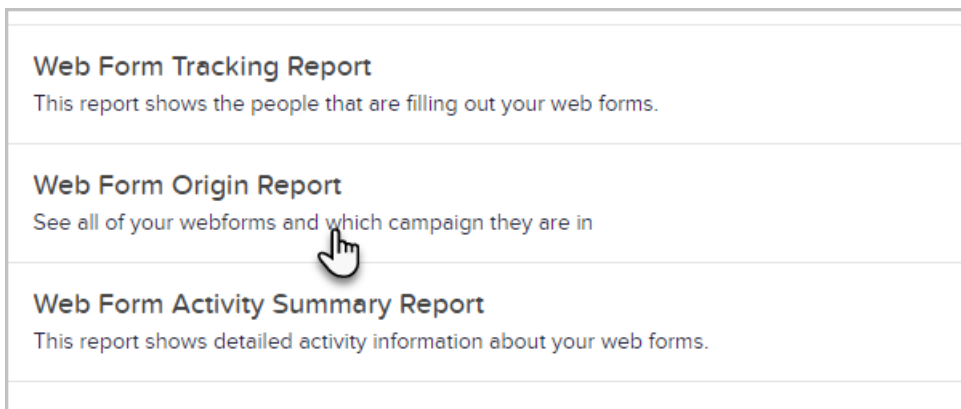 Web Form Tracking Report
This report shows the people that are filling out your web forms.
Web Form Origin Report
See all of your webforms and which campaign they are in
Web Form Activity Summary Report
This report shows detailed activity information about your web forms.